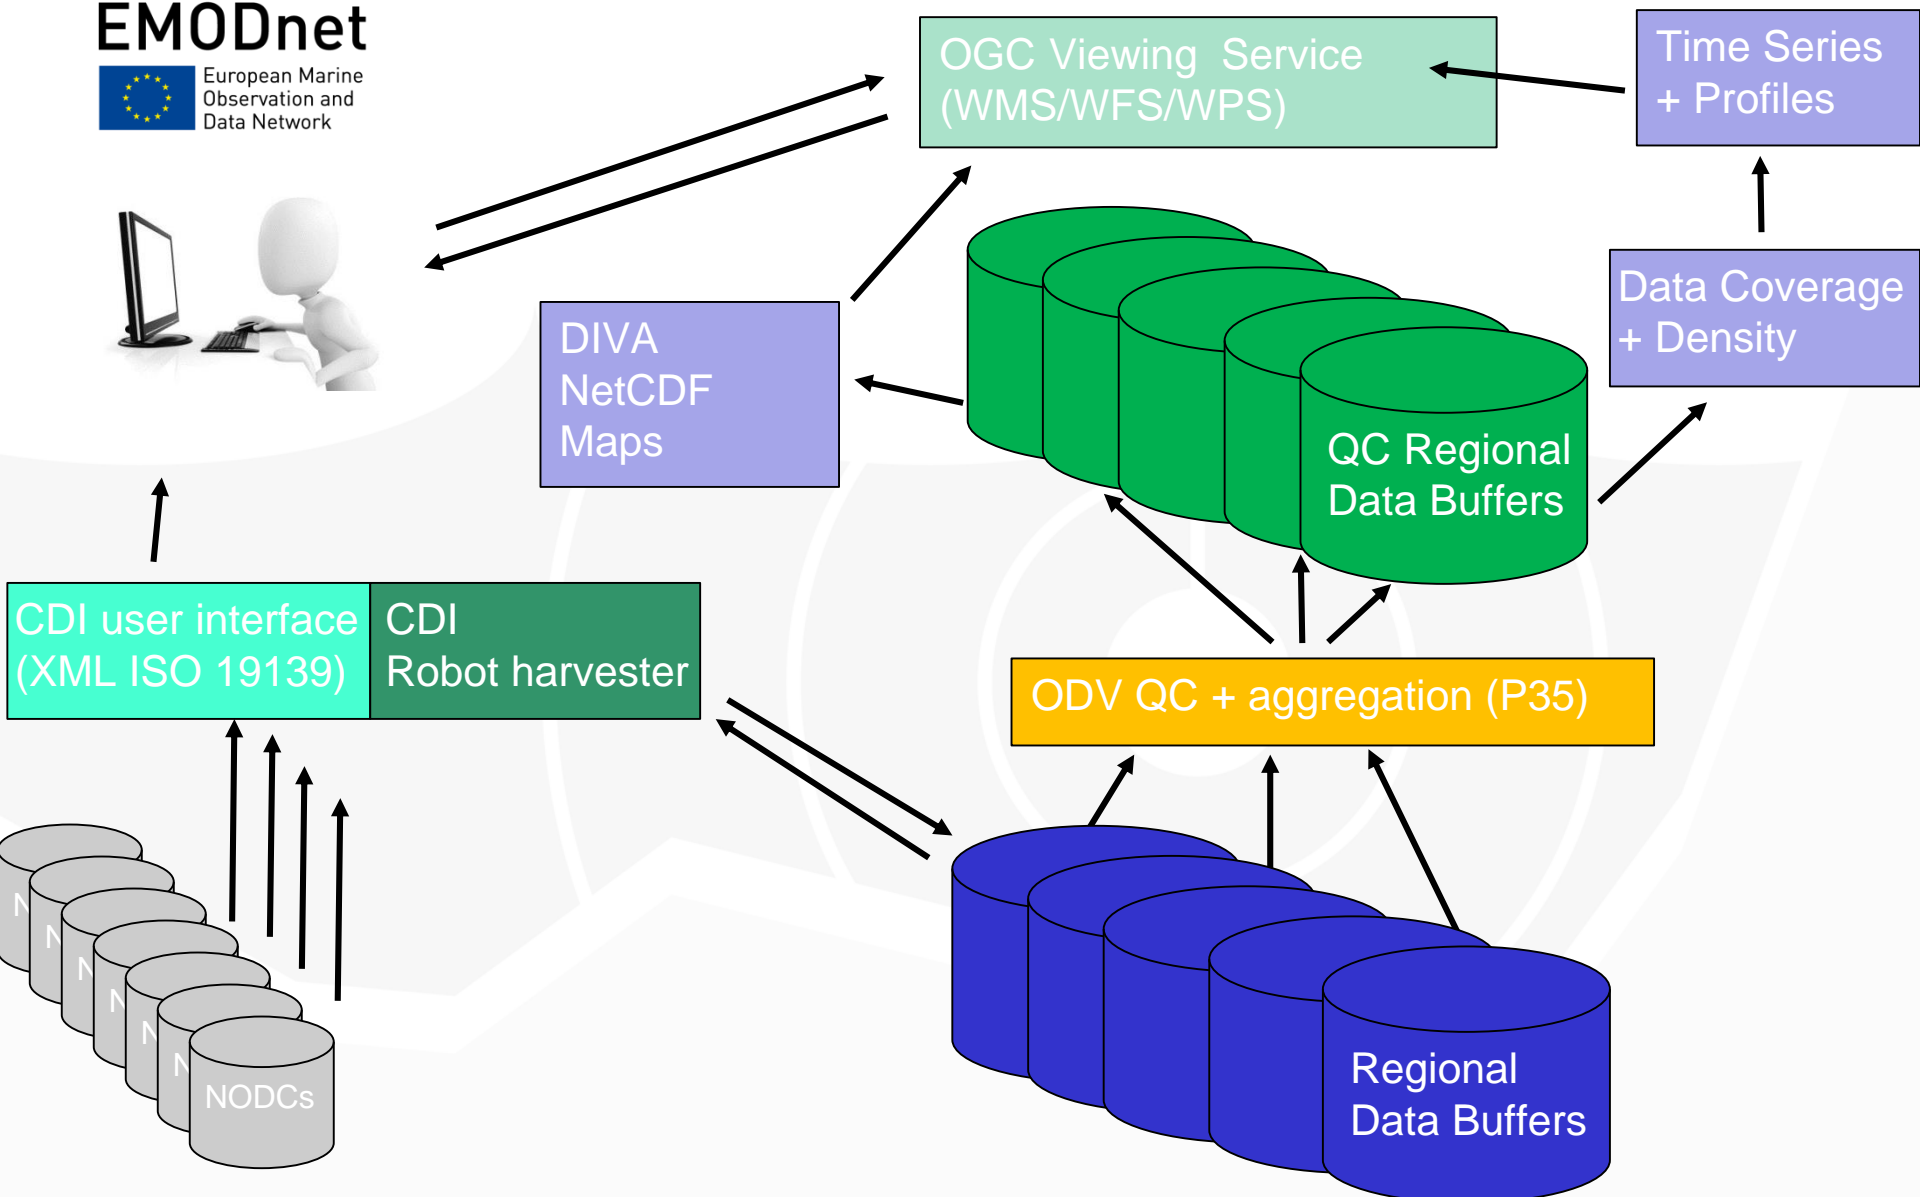 EMODnet
European Marine
Observation and
Data Network
OGC Viewing Service
(WMS/WFS/WPS)
Time Series
+ Profiles
Data Coverage
+ Density
DIVA
NetCDF
Maps
QC Regional
Data Buffers
CDI user interface
(XML ISO 19139)
CDI
Robot harvester
ODV QC + aggregation (P35)
N
N
N
N
N
N
NODCs
Regional
Data Buffers